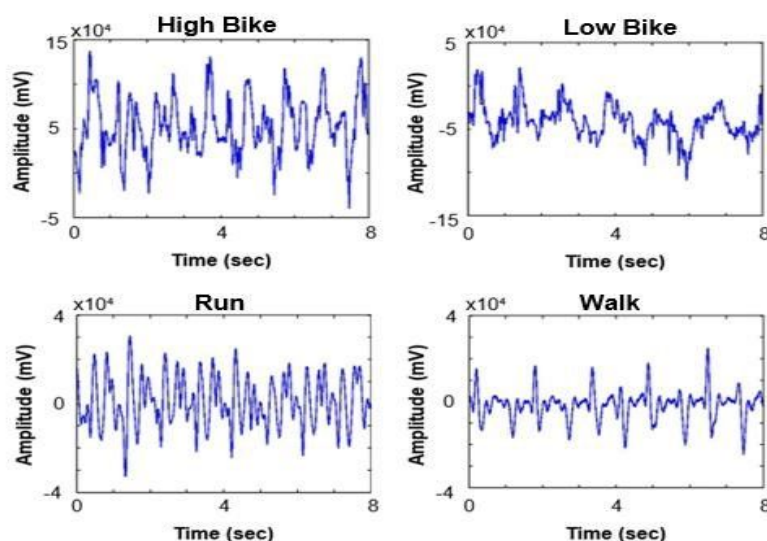 High Bike
x10⁴
15
5
-5
Amplitude (mV)
0 4 8
Time (sec)
Low Bike
x10⁴
5
-5
-15
Amplitude (mV)
0 4 8
Time (sec)
Run
x10⁴
4
0
-4
Amplitude (mV)
0 4 8
Time (sec)
Walk
x10⁴
4
0
-4
Amplitude (mV)
0 4 8
Time (sec)